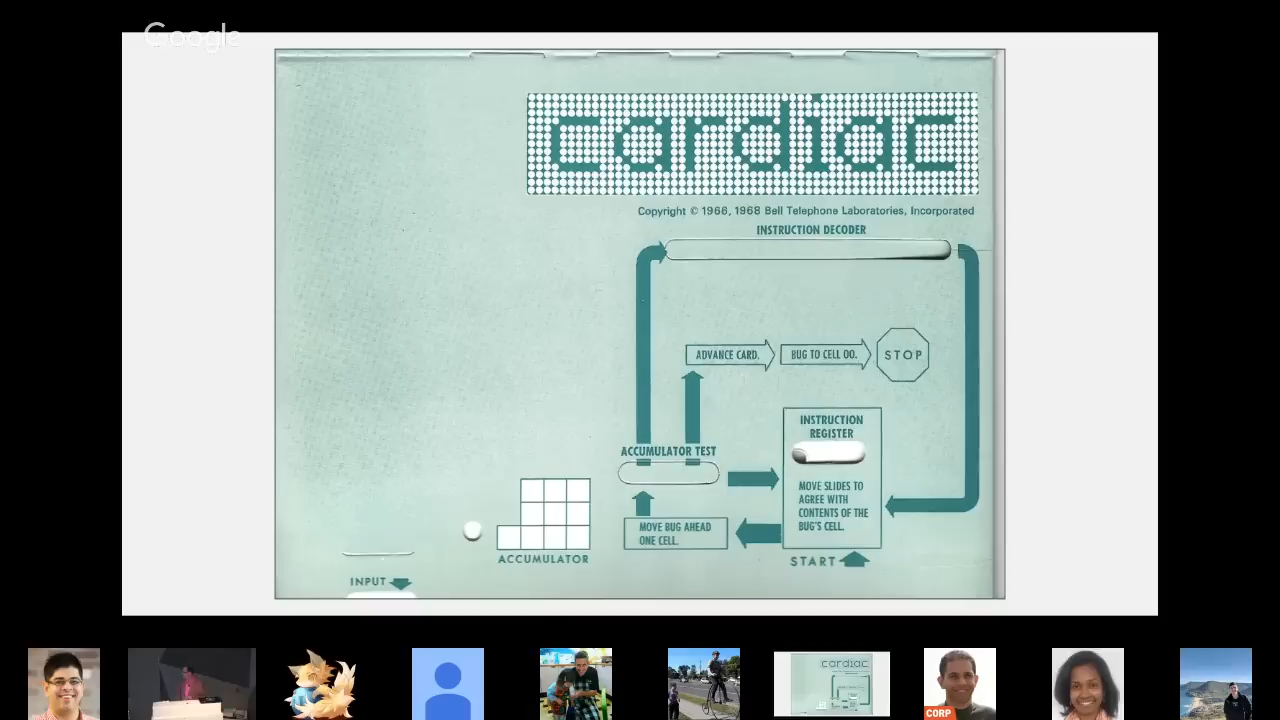 Google
cardiac
Copyright © 1966, 1968 Bell Telephone Laboratories, Incorporated
INSTRUCTION DECODER
ADVANCE CARD.
BUG TO CELL 00.
STOP
INSTRUCTION
REGISTER
ACCUMULATOR TEST
MOVE SLIDES TO
AGREE WITH
CONTENTS OF THE
BUG'S CELL.
MOVE BUG AHEAD
ONE CELL.
ACCUMULATOR
START
INPUT
cardiac
CORP